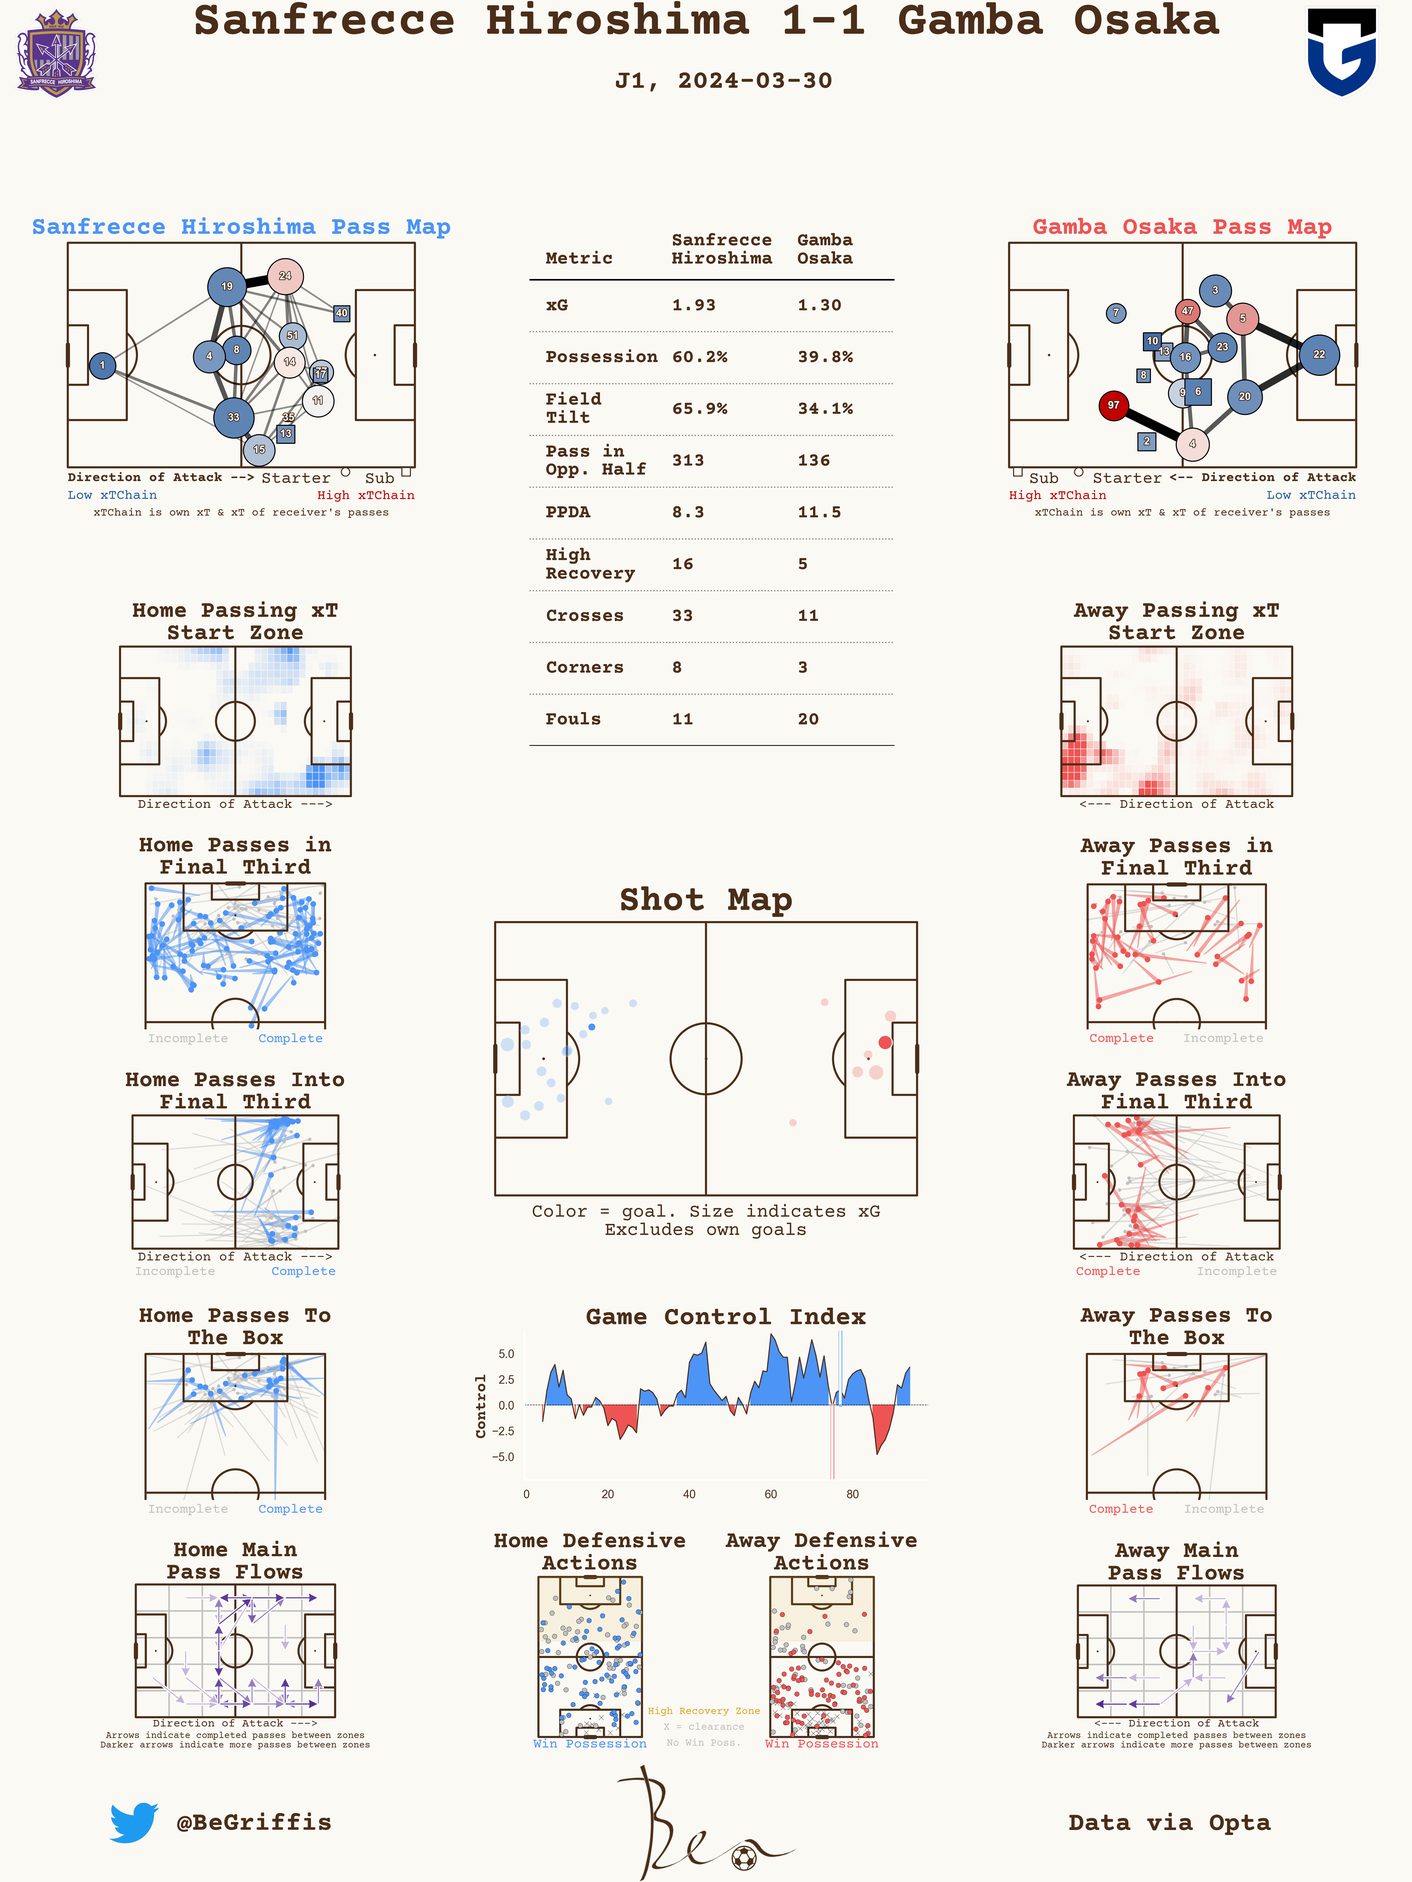 Sanfrecce Hiroshima 1-1 Gamba Osaka
J1, 2024-03-30
SANFRECCE HIROSHIMA
Sanfrecce Hiroshima Pass Map
19
24
40
51
4
8
14
1
17
11
33
35
13
15
Direction of Attack -->
Starter
Sub
Low xTChain
High xTChain
xTChain is own xT & xT of receiver's passes
Metric
Sanfrecce Hiroshima
Gamba Osaka
xG 1.93 1.30
Possession 60.2% 39.8%
Field Tilt 65.9% 34.1%
Pass in Opp. Half 313 136
PPDA 8.3 11.5
High Recovery 16 5
Crosses 33 11
Corners 8 3
Fouls 11 20
Gamba Osaka Pass Map
3
7
47
5
10
13
16
23
22
8
6
20
97
2
4
Sub
Starter
<-- Direction of Attack
High xTChain
Low xTChain
xTChain is own xT & xT of receiver's passes
Home Passing xT
Start Zone
Direction of Attack --->
Away Passing xT
Start Zone
<--- Direction of Attack
Home Passes in
Final Third
Incomplete
Complete
Away Passes in
Final Third
Complete
Incomplete
Shot Map
Color = goal. Size indicates xG
Excludes own goals
Home Passes Into
Final Third
Direction of Attack --->
Incomplete
Complete
Away Passes Into
Final Third
<--- Direction of Attack
Complete
Incomplete
Home Passes To
The Box
Incomplete
Complete
Game Control Index
Control
5.0
2.5
0.0
−2.5
−5.0
0 20 40 60 80
Away Passes To
The Box
Complete
Incomplete
Home Main
Pass Flows
Direction of Attack --->
Arrows indicate completed passes between zones
Darker arrows indicate more passes between zones
Home Defensive
Actions
Win Possession
Away Defensive
Actions
Win Possession
High Recovery Zone
X = clearance
No Win Poss.
Away Main
Pass Flows
<--- Direction of Attack
Arrows indicate completed passes between zones
Darker arrows indicate more passes between zones
@BeGriffis
Ben
Data via Opta